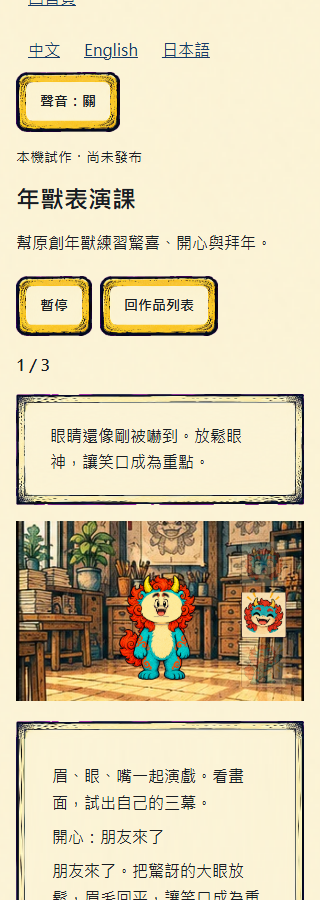 中文 English 日本語
聲音：關
本機試作・尚未發布
年獸表演課
幫原創年獸練習驚喜、開心與拜年。
暫停 回作品列表
1 / 3
眼睛還像剛被嚇到。放鬆眼
神，讓笑口成為重點。
眉、眼、嘴一起演戲。看畫
面，試出自己的三幕。
開心：朋友來了
朋友來了。把驚訝的大眼放
鬆，眉毛回平，讓笑口成為重